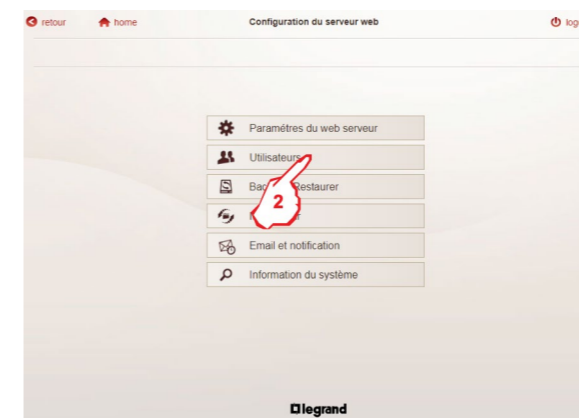 retour home Configuration du serveur web
Paramétres du web serveur
Utilisateurs
Restaurer
2
Email et notification
Information du système
legrand